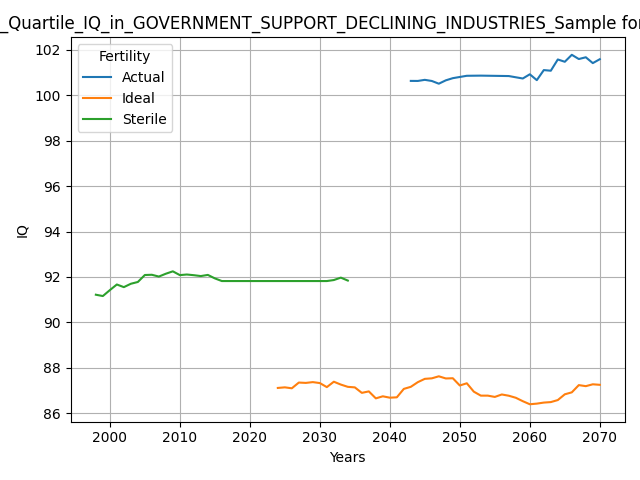 _Quartile_IQ_in_GOVERNMENT_SUPPORT_DECLINING_INDUSTRIES_Sample for
Fertility
Actual
Ideal
Sterile
102
100
98
96
94
92
90
88
86
IQ
2000 2010 2020 2030 2040 2050 2060 2070
Years